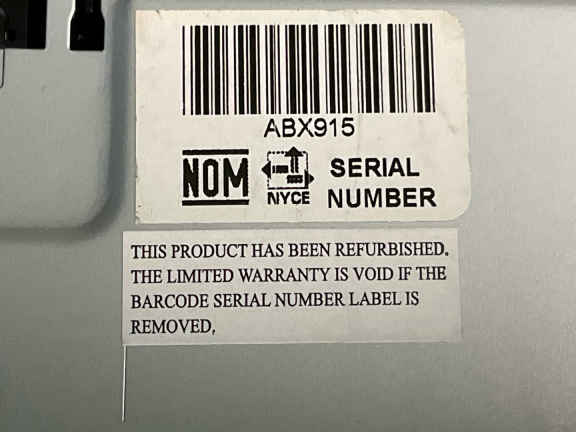 ABX915
NOM
NYCE
SERIAL
NUMBER
THIS PRODUCT HAS BEEN REFURBISHED.
THE LIMITED WARRANTY IS VOID IF THE
BARCODE SERIAL NUMBER LABEL IS
REMOVED,